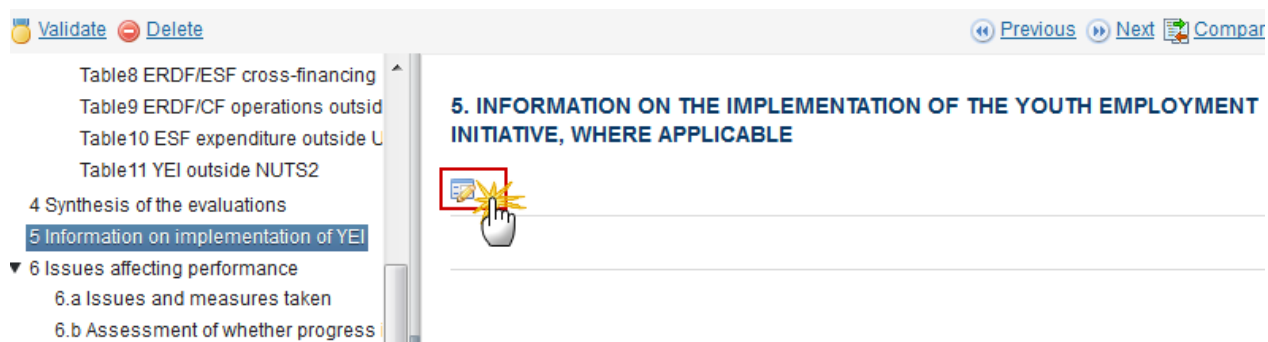 Validate Delete Previous Next Compar
Table8 ERDF/ESF cross-financing
Table9 ERDF/CF operations outsid
Table10 ESF expenditure outside U
Table11 YEI outside NUTS2
4 Synthesis of the evaluations
5 Information on implementation of YEI
6 Issues affecting performance
6.a Issues and measures taken
6.b Assessment of whether progress i
5. INFORMATION ON THE IMPLEMENTATION OF THE YOUTH EMPLOYMENT
INITIATIVE, WHERE APPLICABLE